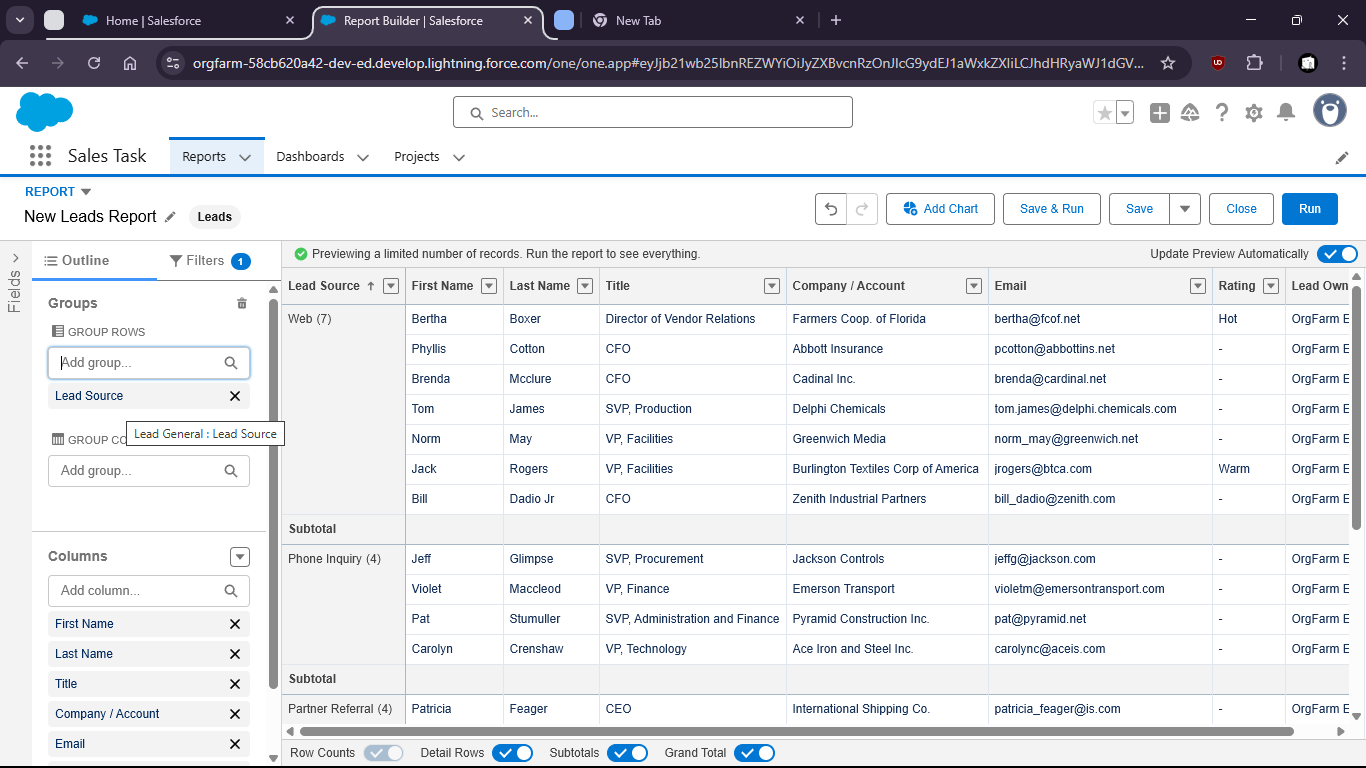 Home | Salesforce
Report Builder | Salesforce
New Tab
orgfarm-58cb620a42-dev-ed.develop.lightning.force.com/one/one.app#eyJjb21wb25lbnREZWYiOiJyZXBvcnRzOnJlcG9ydEJ1aWxkZXIiLCJhdHRyaWJ1dGV...
Search...
Sales Task
Reports
Dashboards
Projects
REPORT
New Leads Report
Leads
Add Chart
Save & Run
Save
Close
Run
Fields
Outline
Filters
1
Previewing a limited number of records. Run the report to see everything.
Update Preview Automatically
Groups
GROUP ROWS
Add group...
Lead Source
Lead General : Lead Source
GROUP CO
Add group...
Columns
Add column...
First Name
Last Name
Title
Company / Account
Email
Lead Source First Name Last Name Title Company / Account Email Rating Lead Own
Web (7) Bertha Boxer Director of Vendor Relations Farmers Coop. of Florida bertha@fcof.net Hot OrgFarm E
Phyllis Cotton CFO Abbott Insurance pcotton@abbottins.net - OrgFarm E
Brenda Mcclure CFO Cadinal Inc. brenda@cardinal.net - OrgFarm E
Tom James SVP, Production Delphi Chemicals tom.james@delphi.chemicals.com - OrgFarm E
Norm May VP, Facilities Greenwich Media norm_may@greenwich.net - OrgFarm E
Jack Rogers VP, Facilities Burlington Textiles Corp of America jrogers@btca.com Warm OrgFarm E
Bill Dadio Jr CFO Zenith Industrial Partners bill_dadio@zenith.com - OrgFarm E
Subtotal
Phone Inquiry (4) Jeff Glimpse SVP, Procurement Jackson Controls jeffg@jackson.com - OrgFarm E
Violet Maccleod VP, Finance Emerson Transport violetm@emersontransport.com - OrgFarm E
Pat Stumuller SVP, Administration and Finance Pyramid Construction Inc. pat@pyramid.net - OrgFarm E
Carolyn Crenshaw VP, Technology Ace Iron and Steel Inc. carolync@aceis.com - OrgFarm E
Subtotal
Partner Referral (4) Patricia Feager CEO International Shipping Co. patricia_feager@is.com - OrgFarm E
Row Counts
Detail Rows
Subtotals
Grand Total